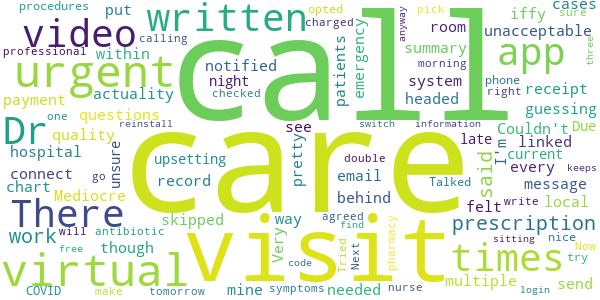 procedures opted pick cases
put written charged room iffy sure
video calling call anyway unacceptable
professional within patients emergency summary morning app three
urgent notified system phone right
actuality night checked headed receipt
payment questions guessing
Dr one reinstall care switch information Couldn't Due
quality see late linked
hospital unsure upsetting pretty double I'm current
connect go email every keeps
chart record Talked said message
Mediocre behind felt write local
There skipped way agreed find pharmacy prescription
work will antibiotic visit sitting nice
though Very Tried Next times Now
virtual free code multiple try
COVID make tomorrow mine symptoms needed nurse login send